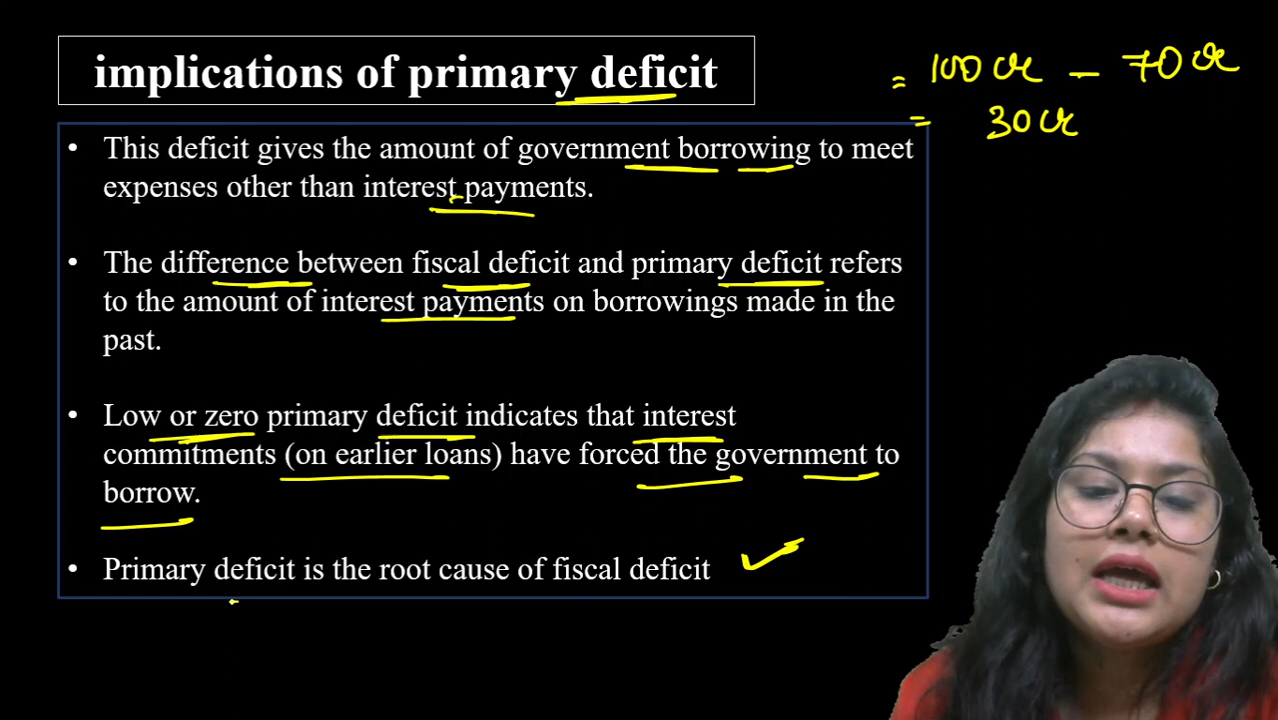 implications of primary deficit
= 100 cr - 70 cr
= 30 cr
• This deficit gives the amount of government borrowing to meet
expenses other than interest payments.
• The difference between fiscal deficit and primary deficit refers
to the amount of interest payments on borrowings made in the
past.
• Low or zero primary deficit indicates that interest
commitments (on earlier loans) have forced the government to
borrow.
• Primary deficit is the root cause of fiscal deficit